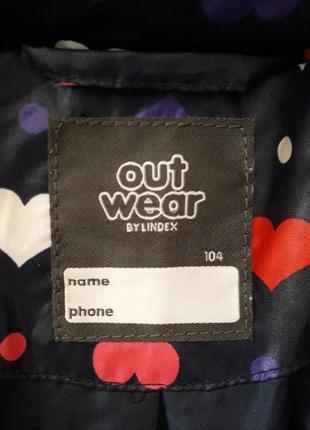 out
wear
BY LINDEX
104
name
phone